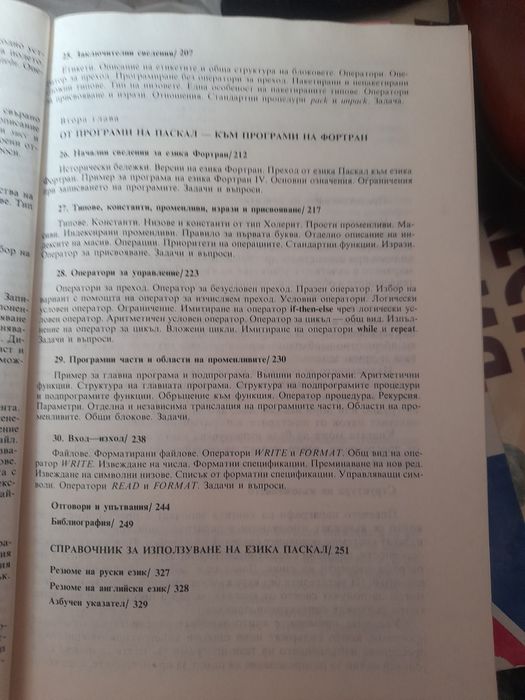 25. Заключителни сведения/ 207
Етикети. Описание на етикетите и обща структура на блоковете. Оператори. Опе-
ратор за преход. Програмиране без оператори за преход. Пакетирани и непакетирани
сложни типове. Тип на низовете. Една особеност на пакетираните типове. Оператори
за присвояване и изрази. Отношения. Стандартни процедури pack и unpack. Задача.
Втора глава
ОТ ПРОГРАМИ НА ПАСКАЛ — КЪМ ПРОГРАМИ НА ФОРТРАН
26. Начални сведения за езика Фортран/ 212
Исторически бележки. Версии на езика Фортран. Преход от езика Паскал към езика
Фортран. Пример за програма на езика Фортран IV. Основни означения. Ограничения
при записването на програмите. Задачи и въпроси.
27. Типове, константи, променливи, изрази и присвояване/ 217
Типове. Константи. Низове и константи от тип Холерит. Прости променливи. Ма-
сиви. Индексирани променливи. Правило за първата буква. Отделно описание на ин-
дексите на масив. Операции. Приоритети на операциите. Стандартни функции. Изрази.
Оператор за присвояване. Задачи и въпроси.
28. Оператори за управление/ 223
Оператори за преход. Оператор за безусловен преход. Празен оператор. Избор на
вариант с помощта на оператор за изчисляем преход. Условни оператори. Логически
условен оператор. Ограничение. Имитиране на оператор if-then-else чрез логически ус-
ловен оператор. Аритметичен условен оператор. Оператор за цикъл — общ вид. Изпъл-
нение на оператор за цикъл. Вложени цикли. Имитиране на оператори while и repeat.
Задачи и въпроси.
29. Програмни части и области на променливите/ 230
Пример за главна програма и подпрограма. Външни подпрограми. Аритметични
функции. Структура на главната програма. Структура на подпрограмите процедури
и подпрограмите функции. Обръщение към функция. Оператор процедура. Рекурсия.
Параметри. Отделна и независима транслация на програмните части. Области на про-
менливите. Общи блокове. Задачи.
30. Вход—изход/ 238
Файлове. Форматирани файлове. Оператори WRITE и FORMAT. Общ вид на опе-
ратор WRITE. Извеждане на числа. Форматни спецификации. Преминаване на нов ред.
Извеждане на символни низове. Списък от форматни спецификации. Управляващи сим-
воли. Оператори READ и FORMAT. Задачи и въпроси.
Отговори и упътвания/ 244
Библиография/ 249
СПРАВОЧНИК ЗА ИЗПОЛЗУВАНЕ НА ЕЗИКА ПАСКАЛ/ 251
Резюме на руски език/ 327
Резюме на английски език/ 328
Азбучен указател/ 329